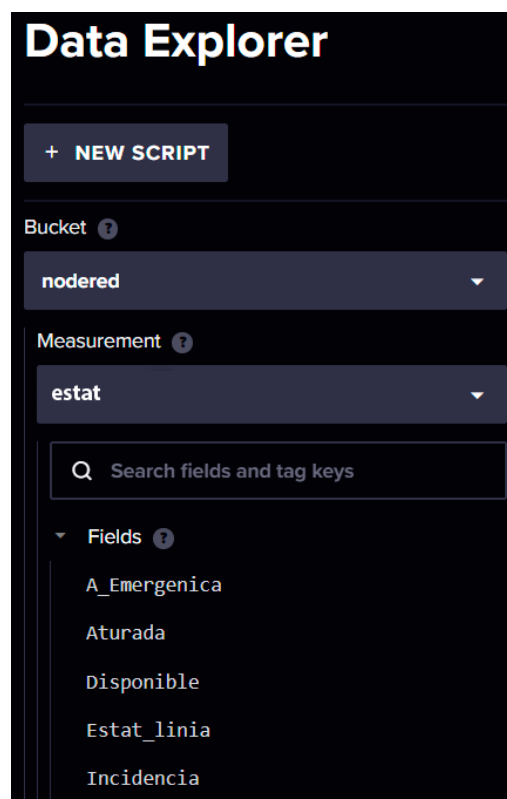 Data Explorer
+ NEW SCRIPT
Bucket ?
nodered
Measurement ?
estat
Search fields and tag keys
Fields ?
A_Emergenica
Aturada
Disponible
Estat_linia
Incidencia